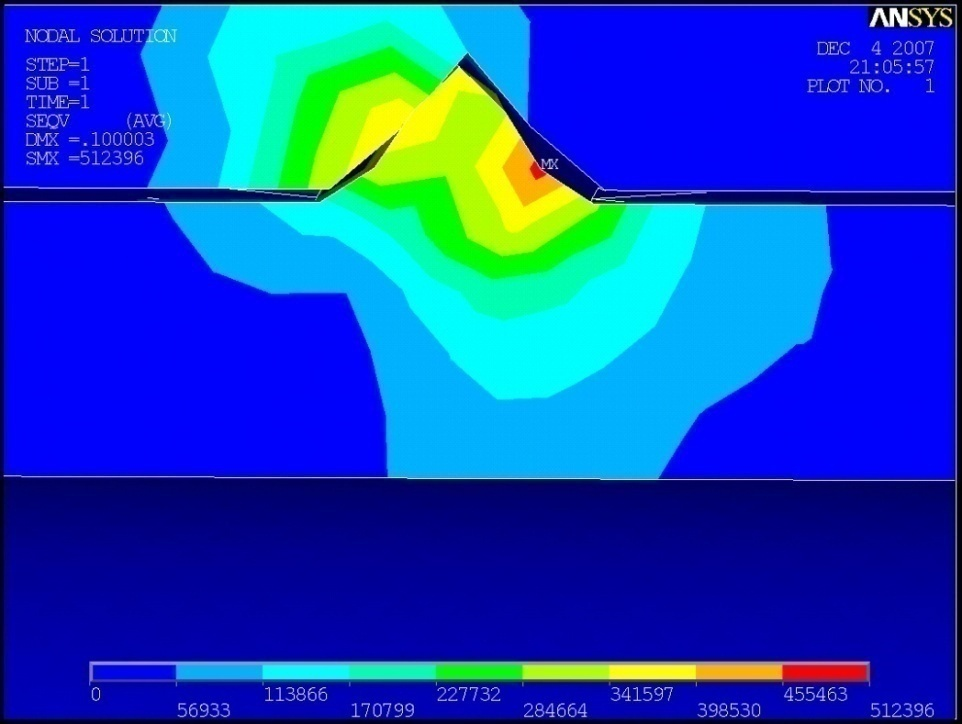 ANSYS
NODAL SOLUTION
DEC 4 2007
21:05:57
PLOT NO. 1
STEP=1
SUB =1
TIME=1
SEQV (AVG)
DMX =.100003
SMX =512396
MX
0 113866 227732 341597 455463
56933 170799 284664 398530 512396